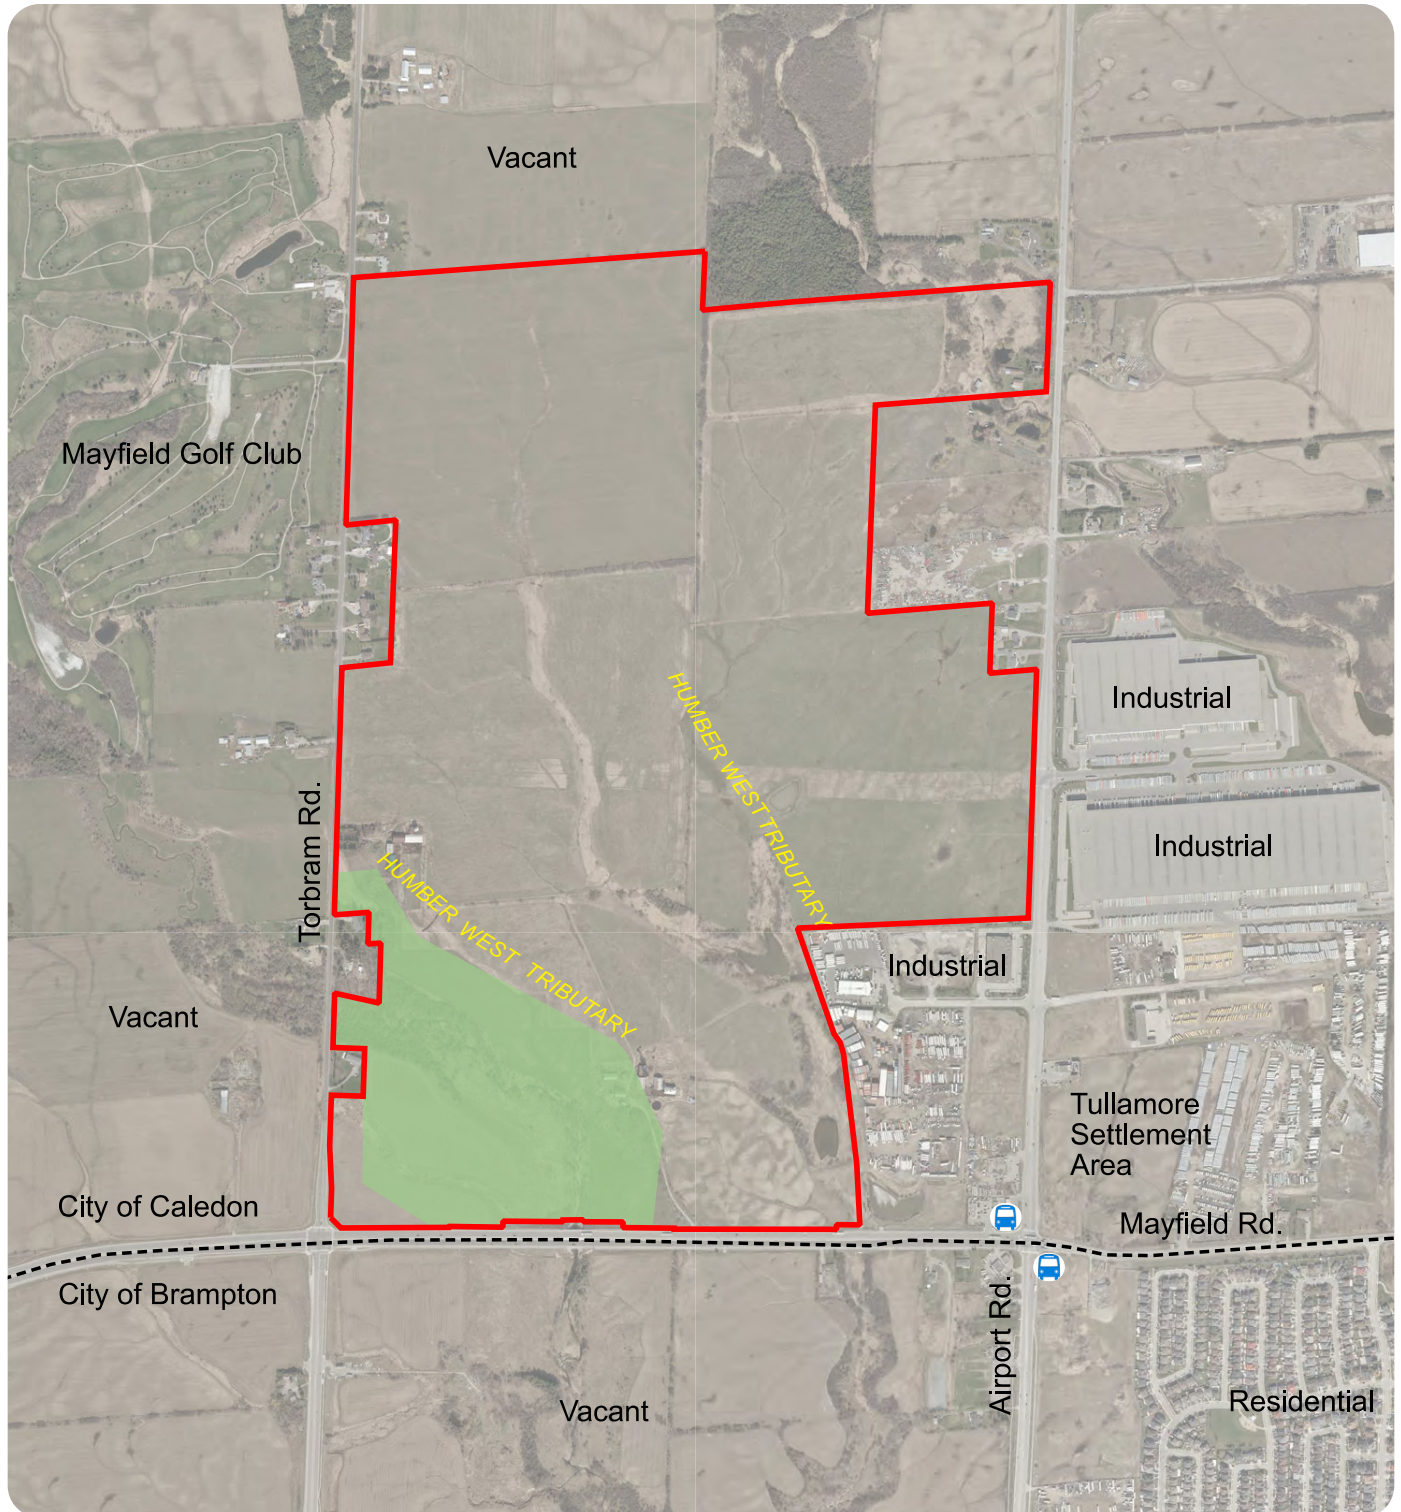 Vacant
Mayfield Golf Club
HUMBER WEST TRIBUTARY
Industrial
Torbram Rd.
Industrial
HUMBER WEST TRIBUTARY
Industrial
Vacant
Tullamore
Settlement
Area
City of Caledon
Mayfield Rd.
City of Brampton
Airport Rd.
Residential
Vacant